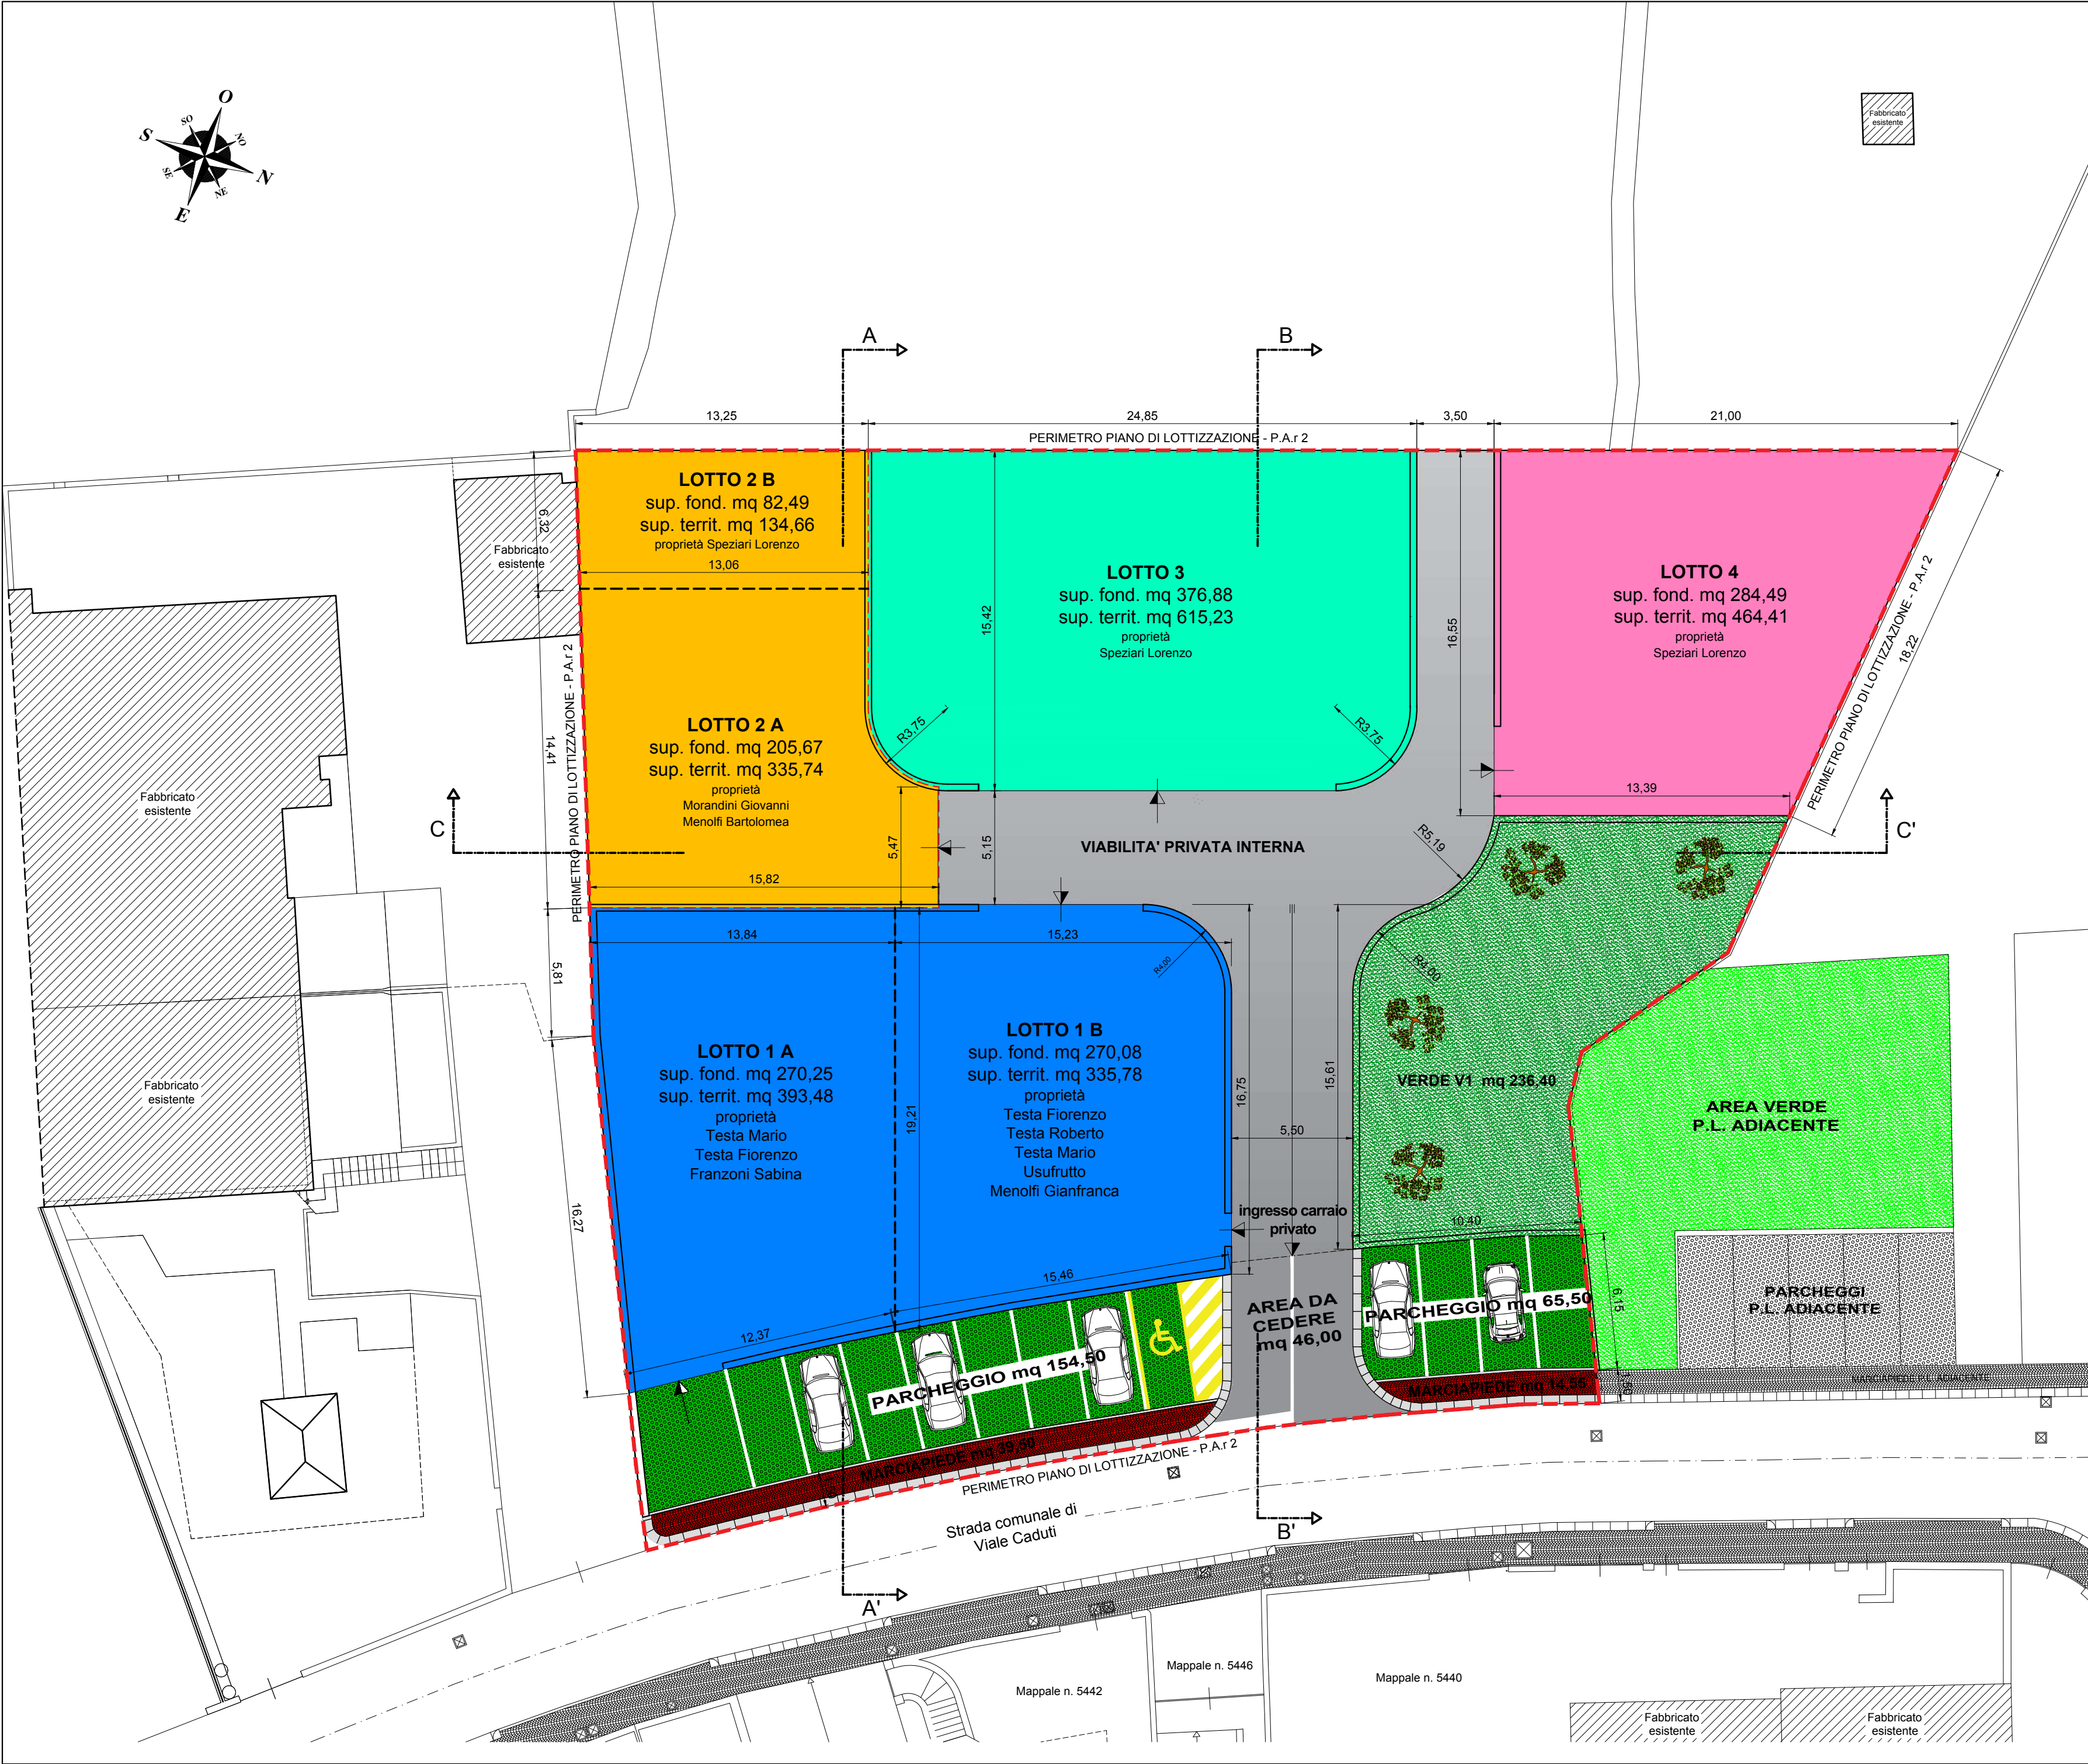 O
SO
NO
S
N
SE
NE
E
Fabbricato
esistente
A
B
13,25
24,85
3,50
21,00
PERIMETRO PIANO DI LOTTIZZAZIONE - P.A.r 2
LOTTO 2 B
sup. fond. mq 82,49
sup. territ. mq 134,66
proprietà Speziari Lorenzo
13,06
6,32
Fabbricato
esistente
LOTTO 3
sup. fond. mq 376,88
sup. territ. mq 615,23
proprietà
Speziari Lorenzo
15,42
16,55
LOTTO 4
sup. fond. mq 284,49
sup. territ. mq 464,41
proprietà
Speziari Lorenzo
PERIMETRO PIANO DI LOTTIZZAZIONE - P.A.r 2
18,22
PERIMETRO PIANO DI LOTTIZZAZIONE - P.A.r 2
14,41
LOTTO 2 A
sup. fond. mq 205,67
sup. territ. mq 335,74
proprietà
Morandini Giovanni
Menolfi Bartolomea
R3,75
R3,75
13,39
Fabbricato
esistente
C
C'
5,47
5,15
VIABILITA' PRIVATA INTERNA
R5,19
15,82
13,84
15,23
R4,00
R4,00
5,81
LOTTO 1 A
sup. fond. mq 270,25
sup. territ. mq 393,48
proprietà
Testa Mario
Testa Fiorenzo
Franzoni Sabina
19,21
LOTTO 1 B
sup. fond. mq 270,08
sup. territ. mq 335,78
proprietà
Testa Fiorenzo
Testa Roberto
Testa Mario
Usufrutto
Menolfi Gianfranca
16,75
15,61
5,50
VERDE V1 mq 236,40
AREA VERDE
P.L. ADIACENTE
Fabbricato
esistente
16,27
ingresso carraio
privato
10,40
15,46
12,37
AREA DA
CEDERE
mq 46,00
PARCHEGGIO mq 65,50
6,15
PARCHEGGI
P.L. ADIACENTE
PARCHEGGIO mq 154,50
MARCIAPIEDE mq 14,55
1,50
MARCIAPIEDE P.L. ADIACENTE
MARCIAPIEDE mq 39,50
PERIMETRO PIANO DI LOTTIZZAZIONE - P.A.r 2
Strada comunale di
Viale Caduti
A'
B'
Mappale n. 5442
Mappale n. 5446
Mappale n. 5440
Fabbricato
esistente
Fabbricato
esistente